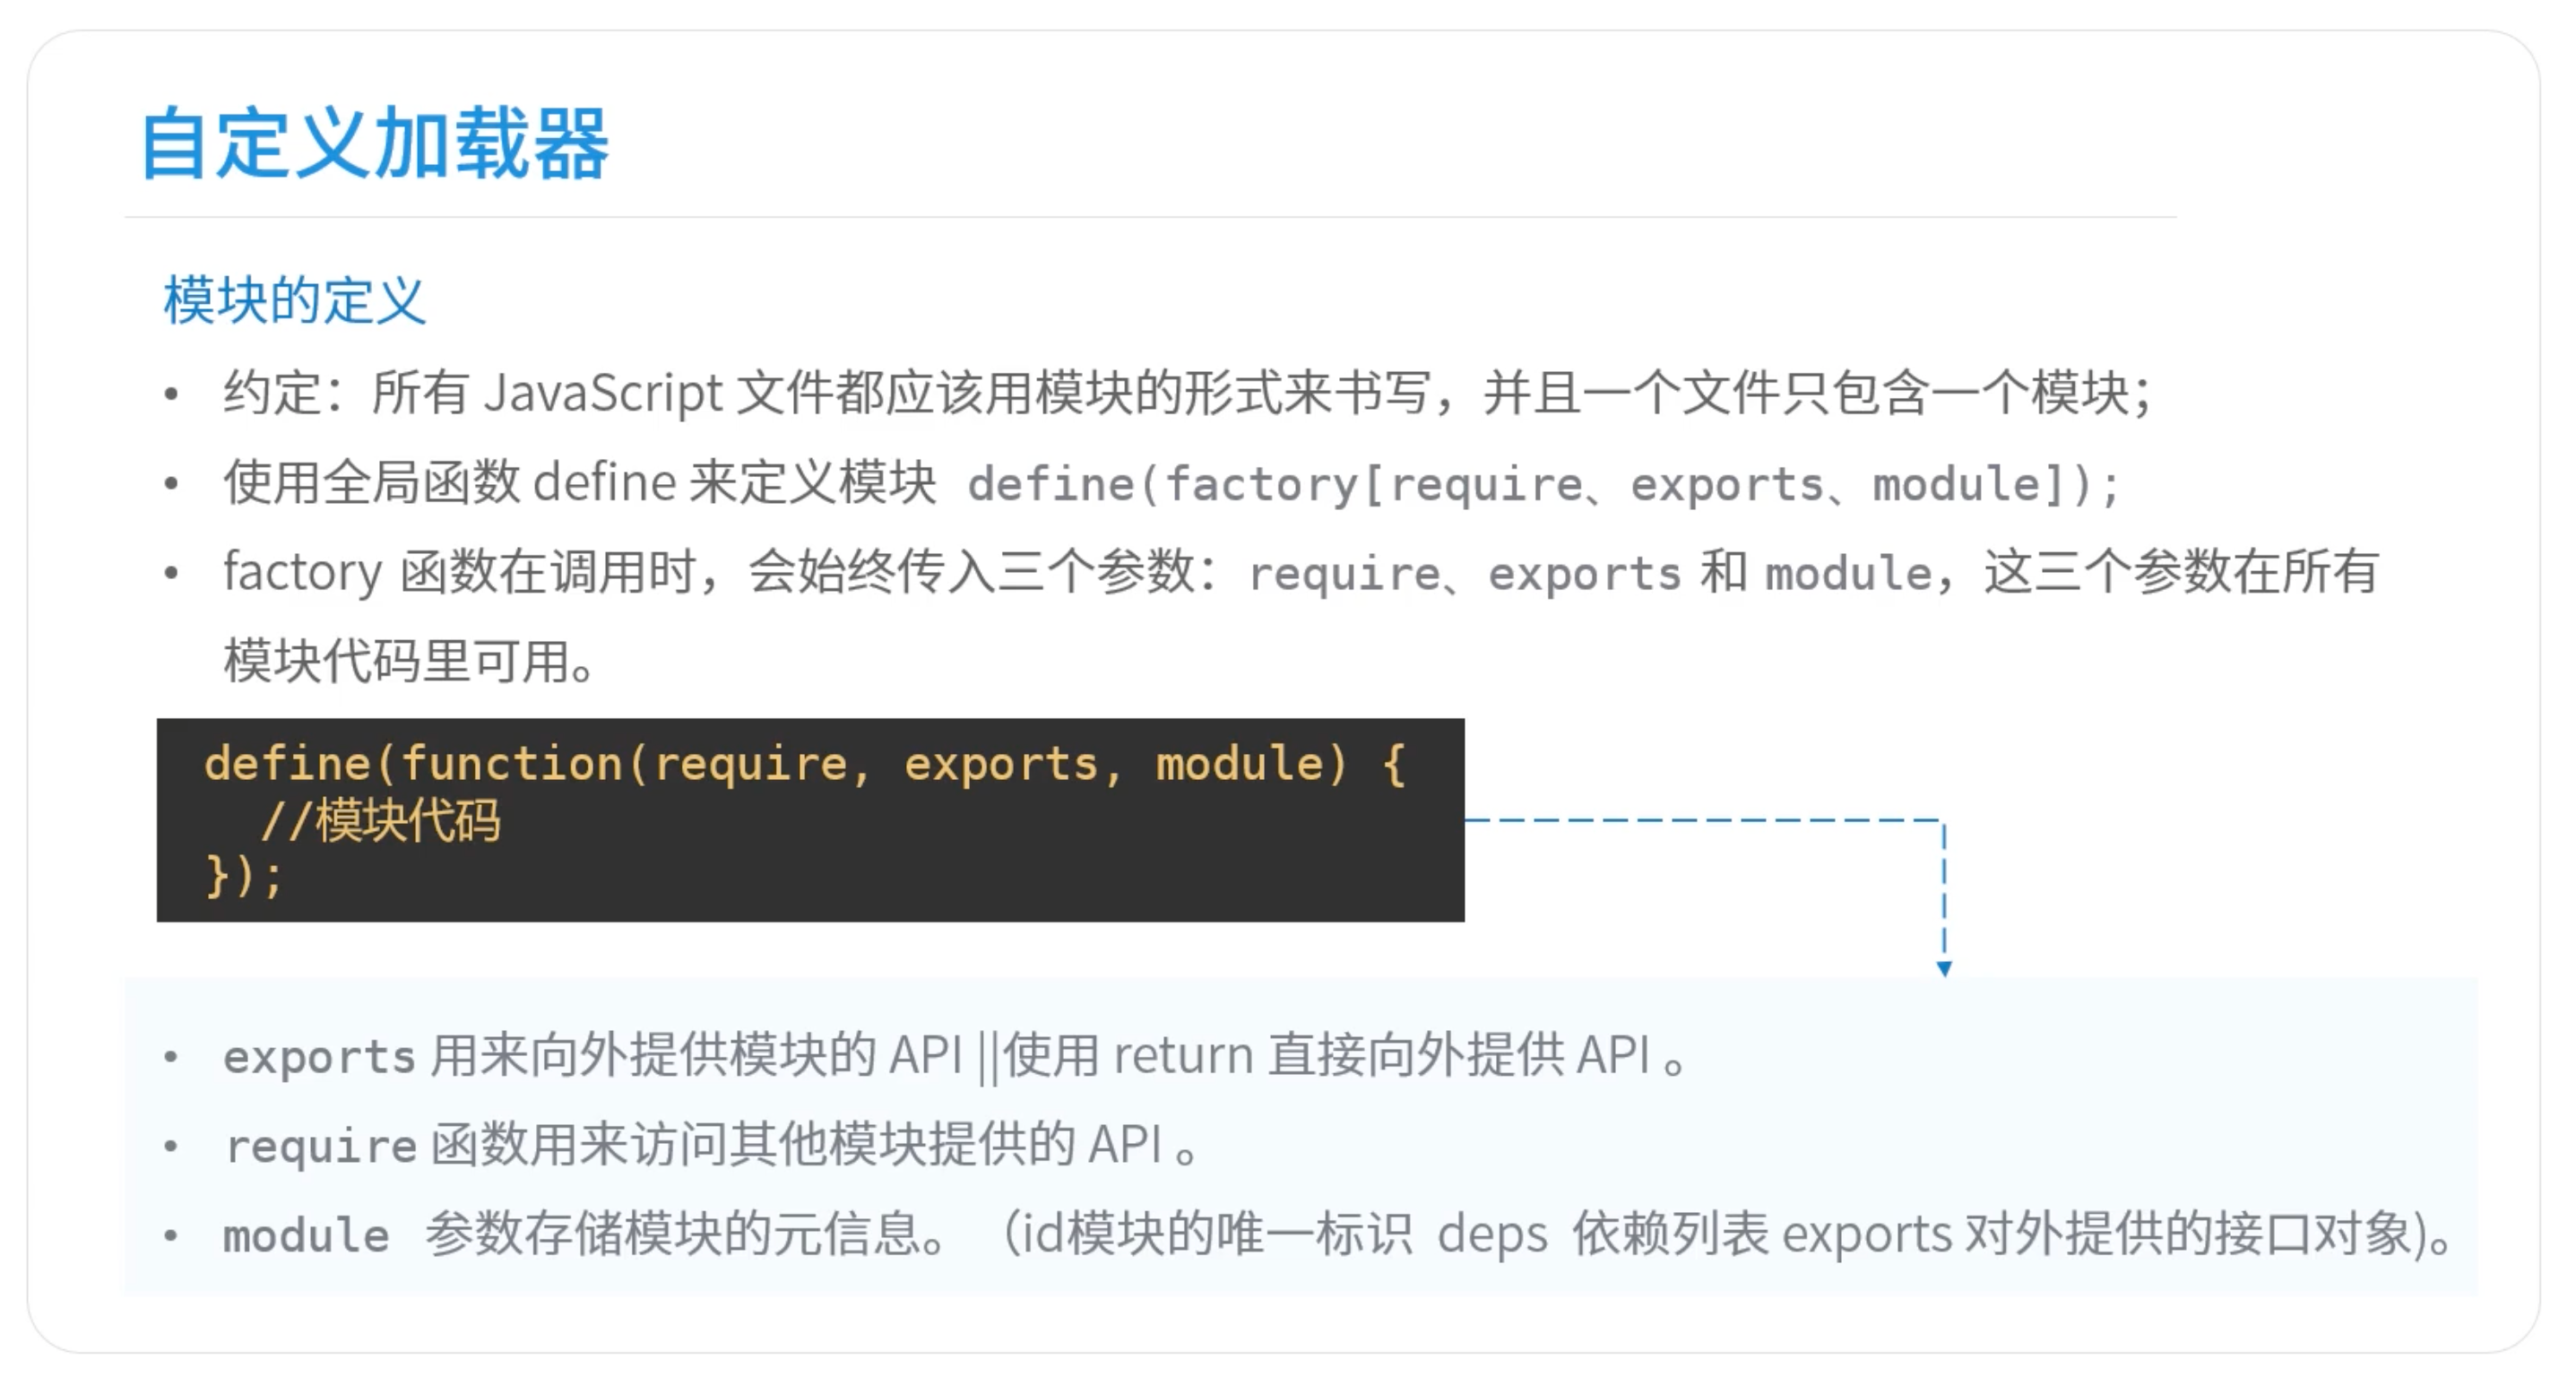 自定义加载器
模块的定义
• 约定：所有 JavaScript 文件都应该用模块的形式来书写，并且一个文件只包含一个模块；
• 使用全局函数 define 来定义模块 define(factory[require、exports、module]);
• factory 函数在调用时，会始终传入三个参数：require、exports 和 module，这三个参数在所有
模块代码里可用。
define(function(require, exports, module) {
  //模块代码
});
• exports 用来向外提供模块的 API ||使用 return 直接向外提供 API 。
• require 函数用来访问其他模块提供的 API 。
• module 参数存储模块的元信息。（id模块的唯一标识 deps 依赖列表 exports 对外提供的接口对象)。